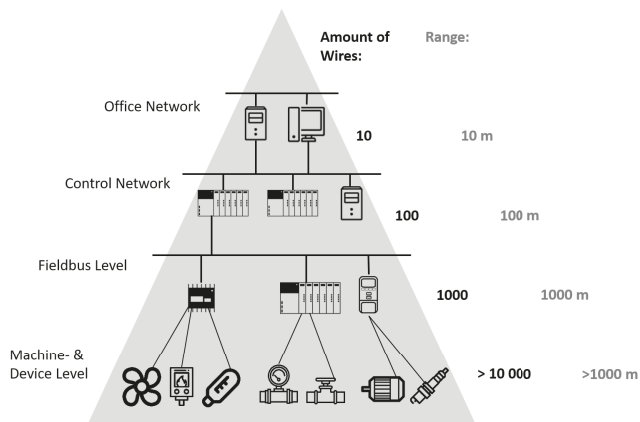 Amount of Wires:
Range:
Office Network
10
10 m
Control Network
100
100 m
Fieldbus Level
1000
1000 m
Machine- &
Device Level
> 10 000
>1000 m